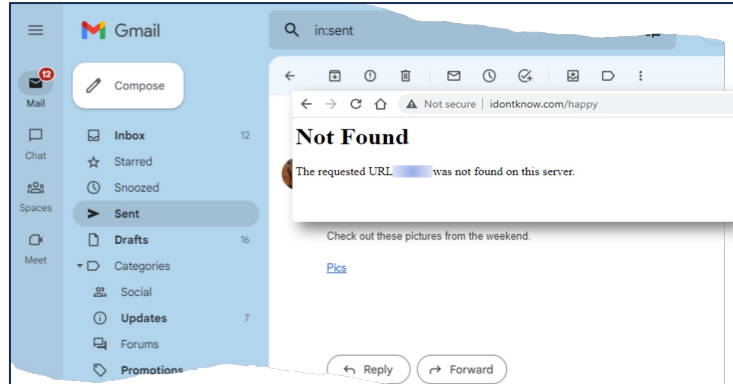 Gmail
in:sent
12
Mail
Compose
Not secure | idontknow.com/happy
Not Found
The requested URL was not found on this server.
Chat
Spaces
Meet
Inbox 12
Starred
Snoozed
Sent
Drafts 16
Categories
Social
Updates 7
Forums
Promotions
Check out these pictures from the weekend.
Pics
Reply
Forward